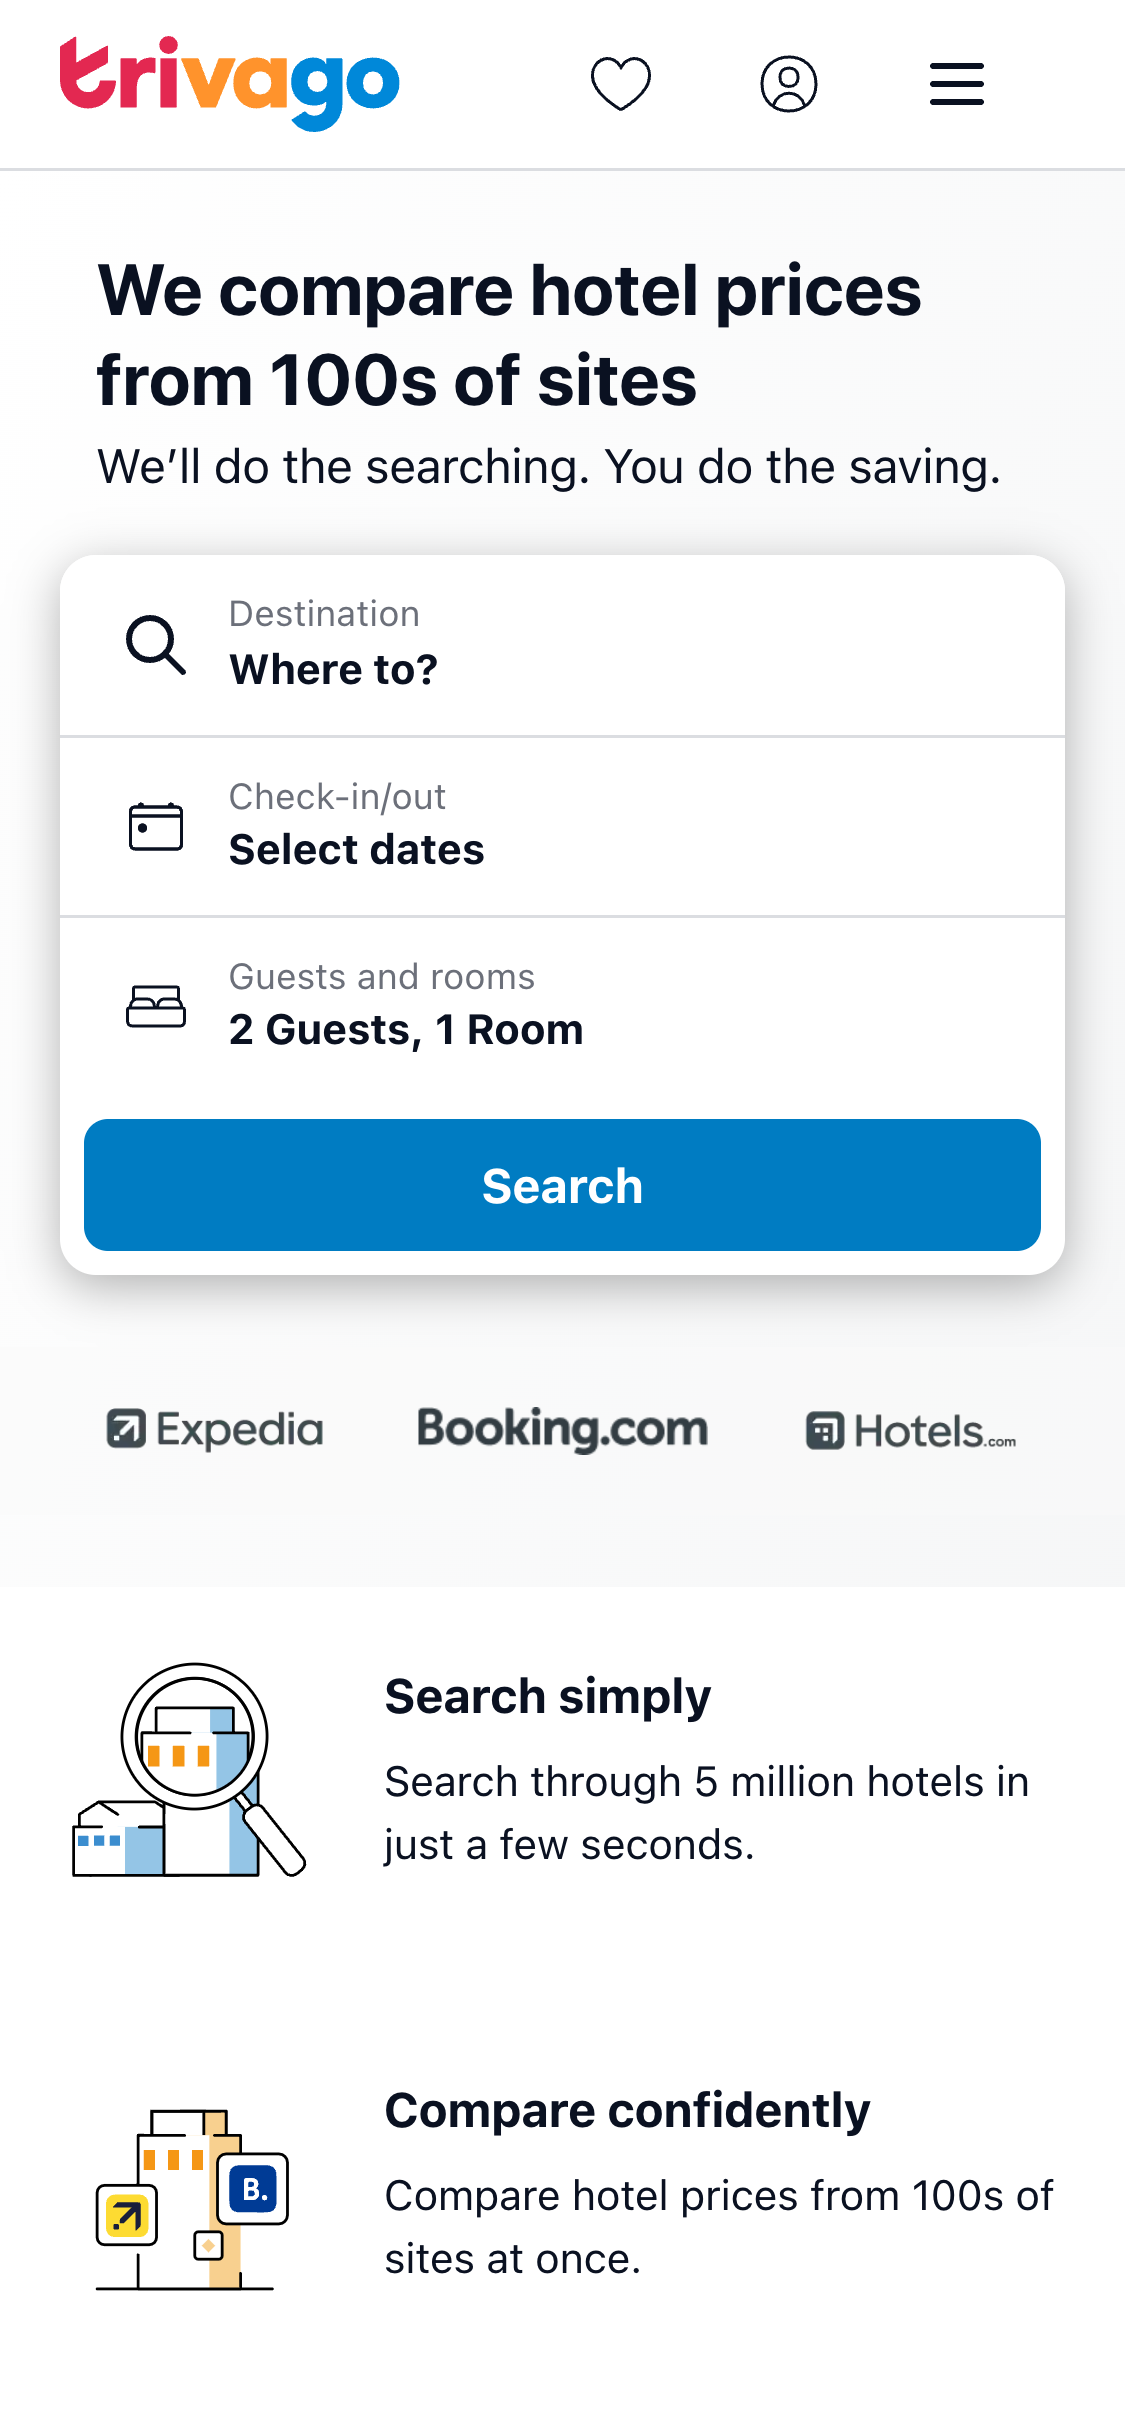 trivago
We compare hotel prices
from 100s of sites
We’ll do the searching. You do the saving.
Destination
Where to?
Check-in/out
Select dates
Guests and rooms
2 Guests, 1 Room
Search
Expedia Booking.com Hotels.com
Search simply
Search through 5 million hotels in
just a few seconds.
Compare confidently
B.
Compare hotel prices from 100s of
sites at once.